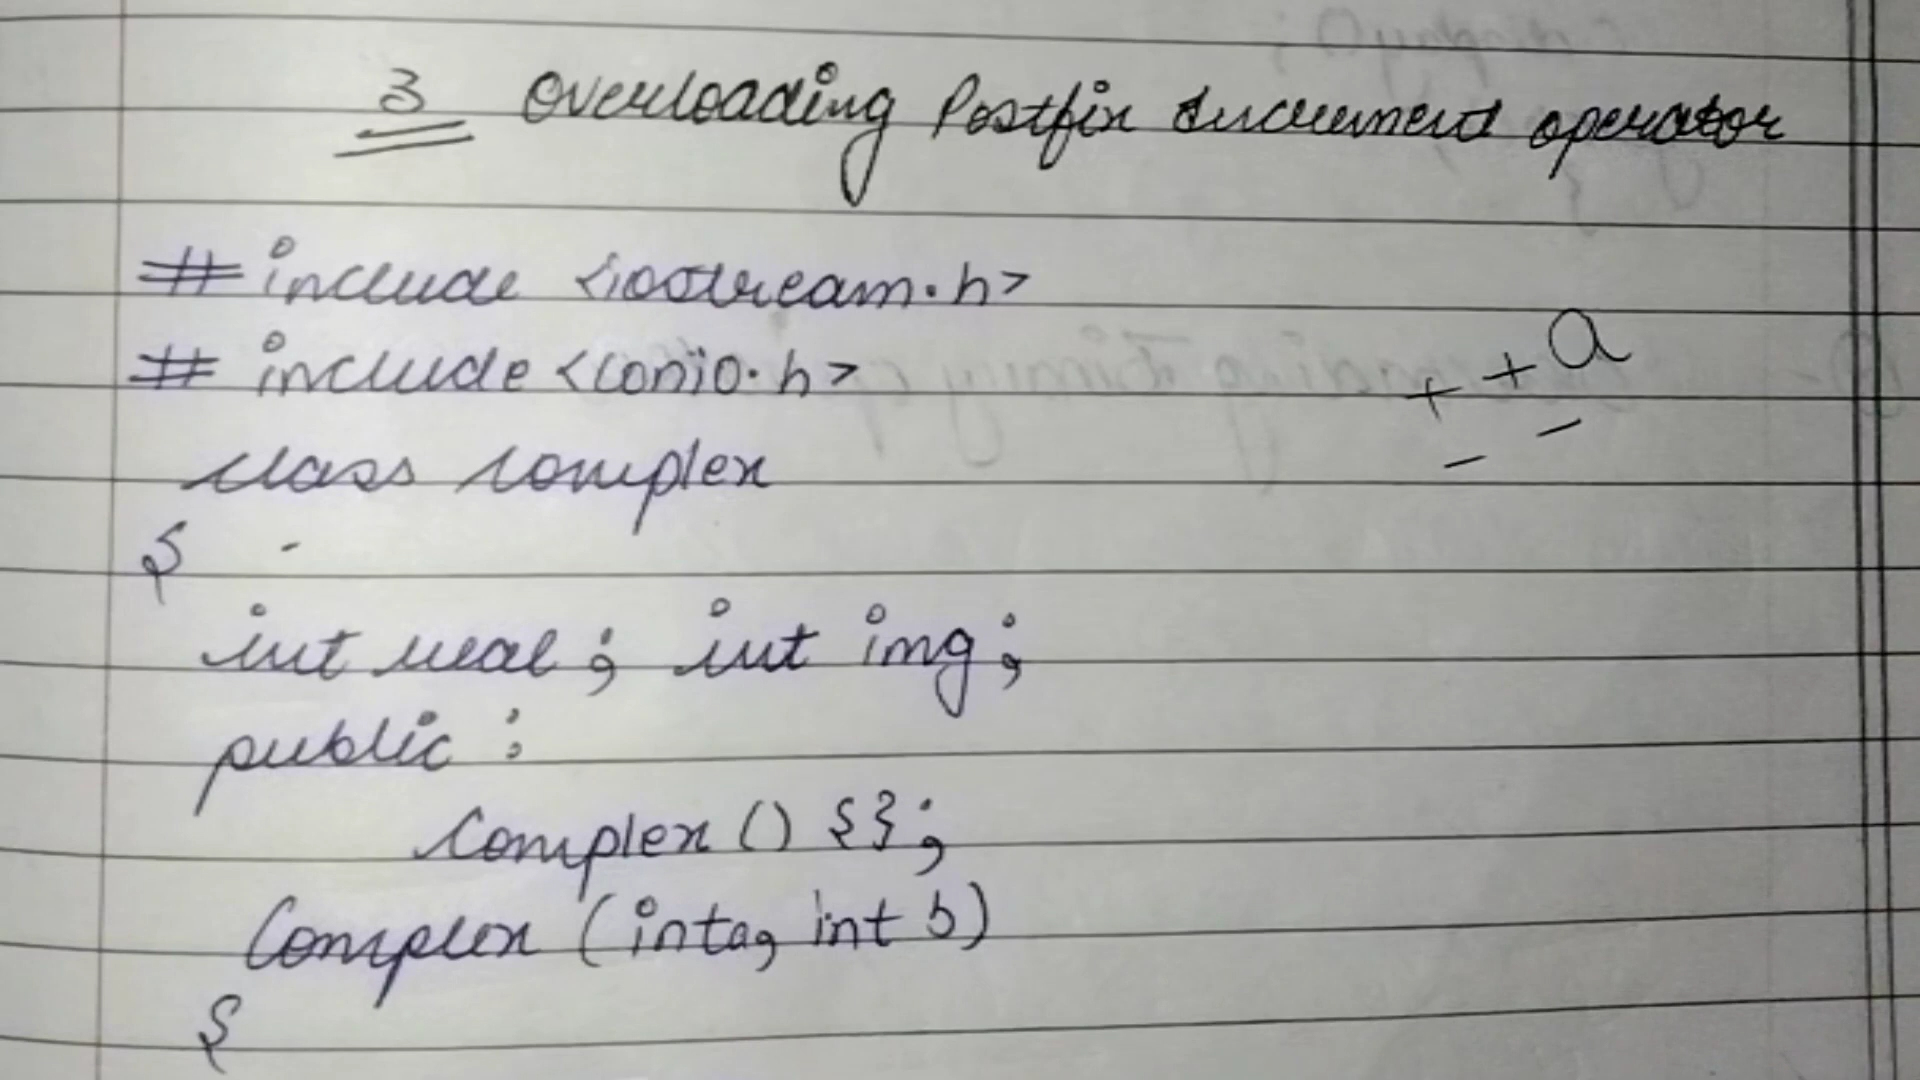 3 Overloading Postfix Increment operator
# include <iostream.h>
# include <conio.h>
++a
- -
class complex
{
int real; int img;
public:
Complex () {};
Complex (int a, int b)
{